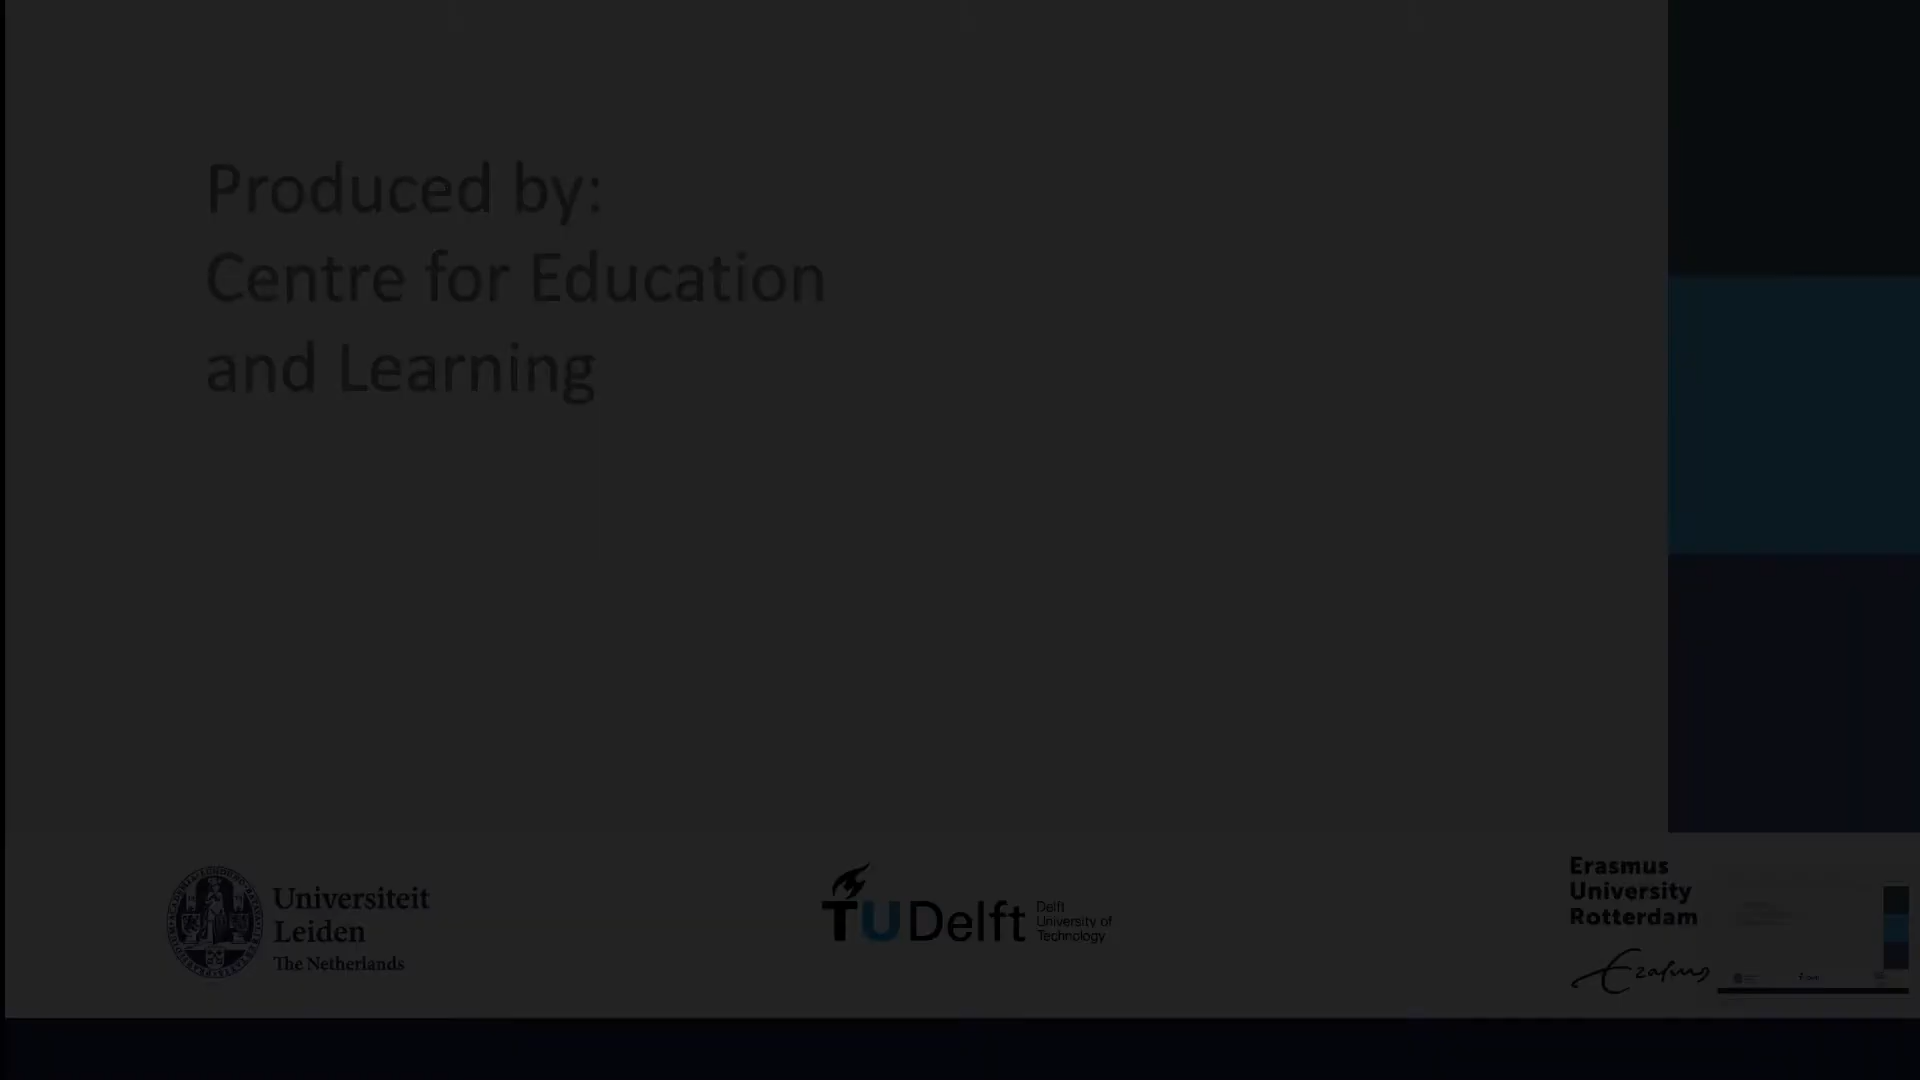 Produced by:
Centre for Education
and Learning
Universiteit
Leiden
The Netherlands
TUDelft
Delft
University of
Technology
Erasmus
University
Rotterdam
Erasmus